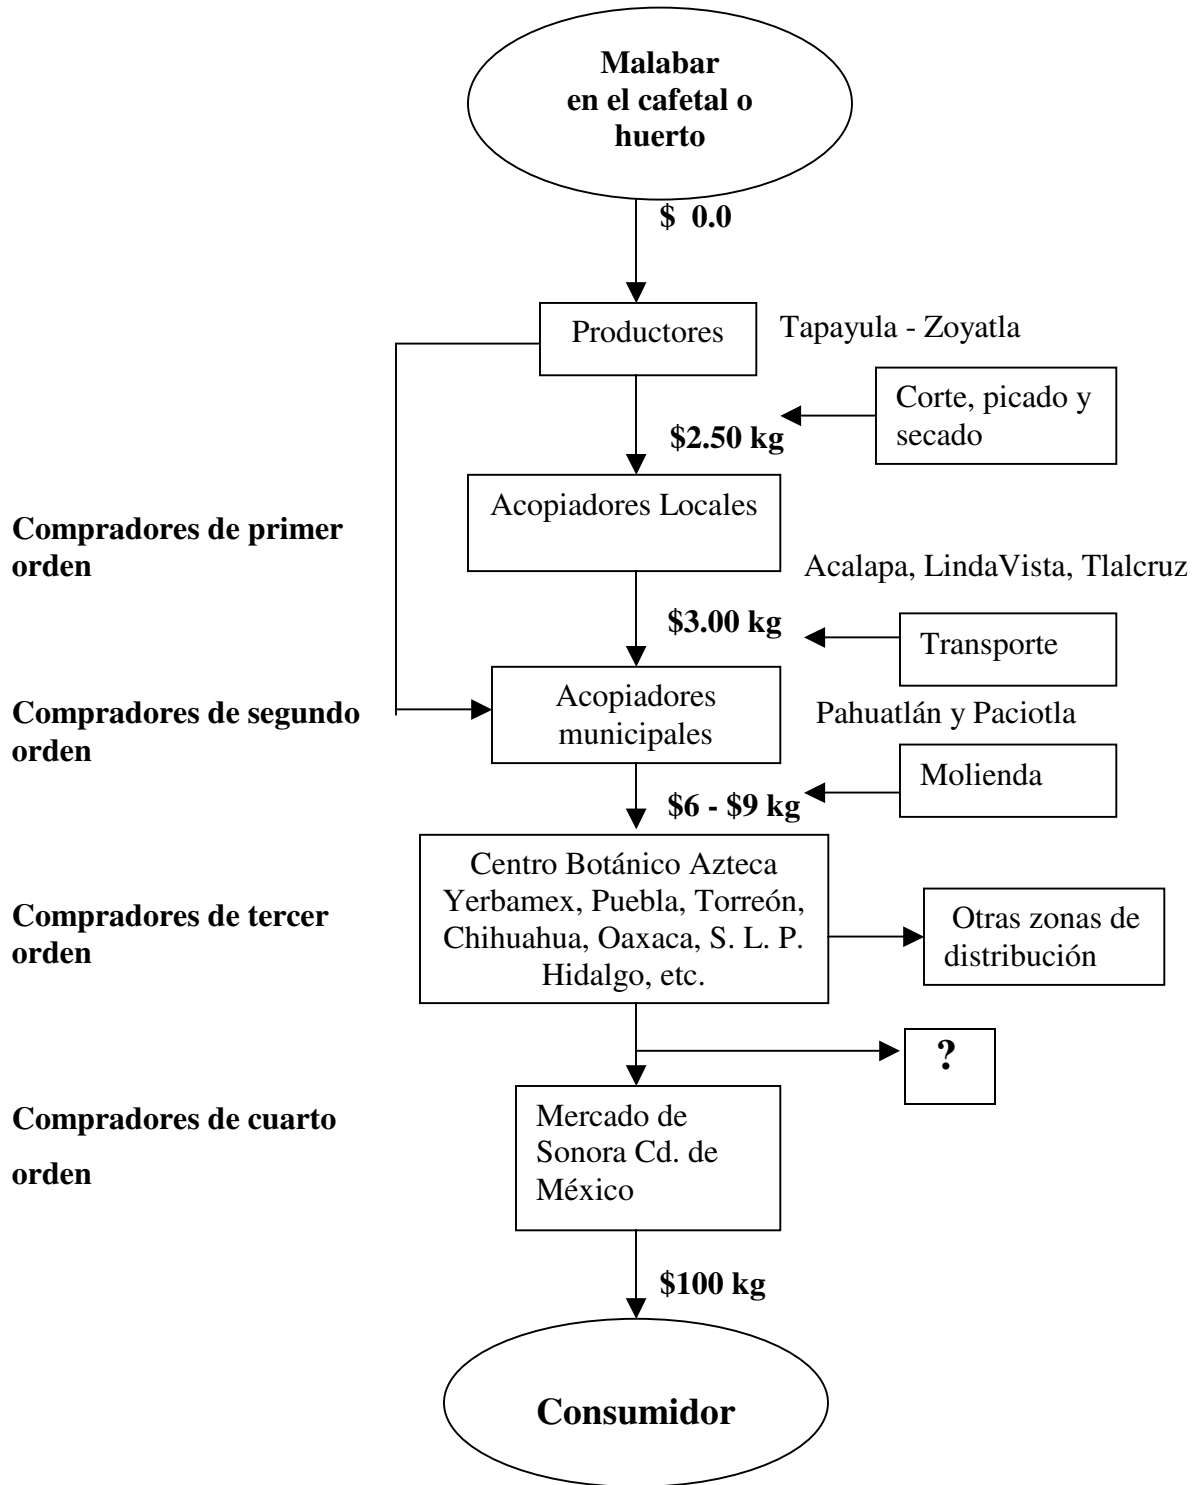 Malabar
en el cafetal o
huerto
$ 0.0
Productores
Tapayula - Zoyatla
Corte, picado y
secado
$2.50 kg
Acopiadores Locales
Compradores de primer
orden
Acalapa, LindaVista, Tlalcruz
$3.00 kg
Transporte
Acopiadores
municipales
Compradores de segundo
orden
Pahuatlán y Paciotla
Molienda
$6 - $9 kg
Centro Botánico Azteca
Yerbamex, Puebla, Torreón,
Chihuahua, Oaxaca, S. L. P.
Hidalgo, etc.
Compradores de tercer
orden
Otras zonas de
distribución
?
Compradores de cuarto
orden
Mercado de
Sonora Cd. de
México
$100 kg
Consumidor